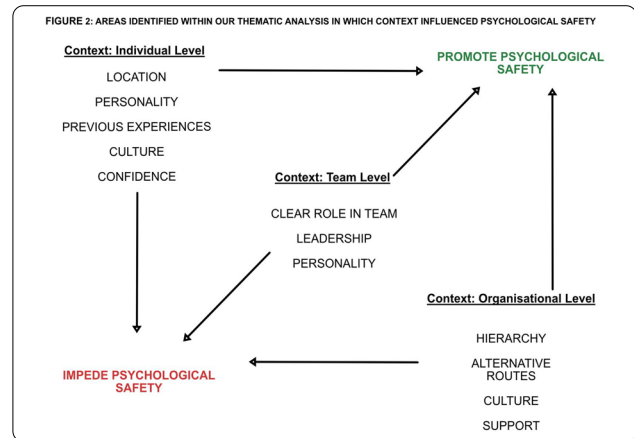 FIGURE 2: AREAS IDENTIFIED WITHIN OUR THEMATIC ANALYSIS IN WHICH CONTEXT INFLUENCED PSYCHOLOGICAL SAFETY
Context: Individual Level
LOCATION
PERSONALITY
PREVIOUS EXPERIENCES
CULTURE
CONFIDENCE
PROMOTE PSYCHOLOGICAL
SAFETY
Context: Team Level
CLEAR ROLE IN TEAM
LEADERSHIP
PERSONALITY
Context: Organisational Level
HIERARCHY
ALTERNATIVE
ROUTES
CULTURE
SUPPORT
IMPEDE PSYCHOLOGICAL
SAFETY